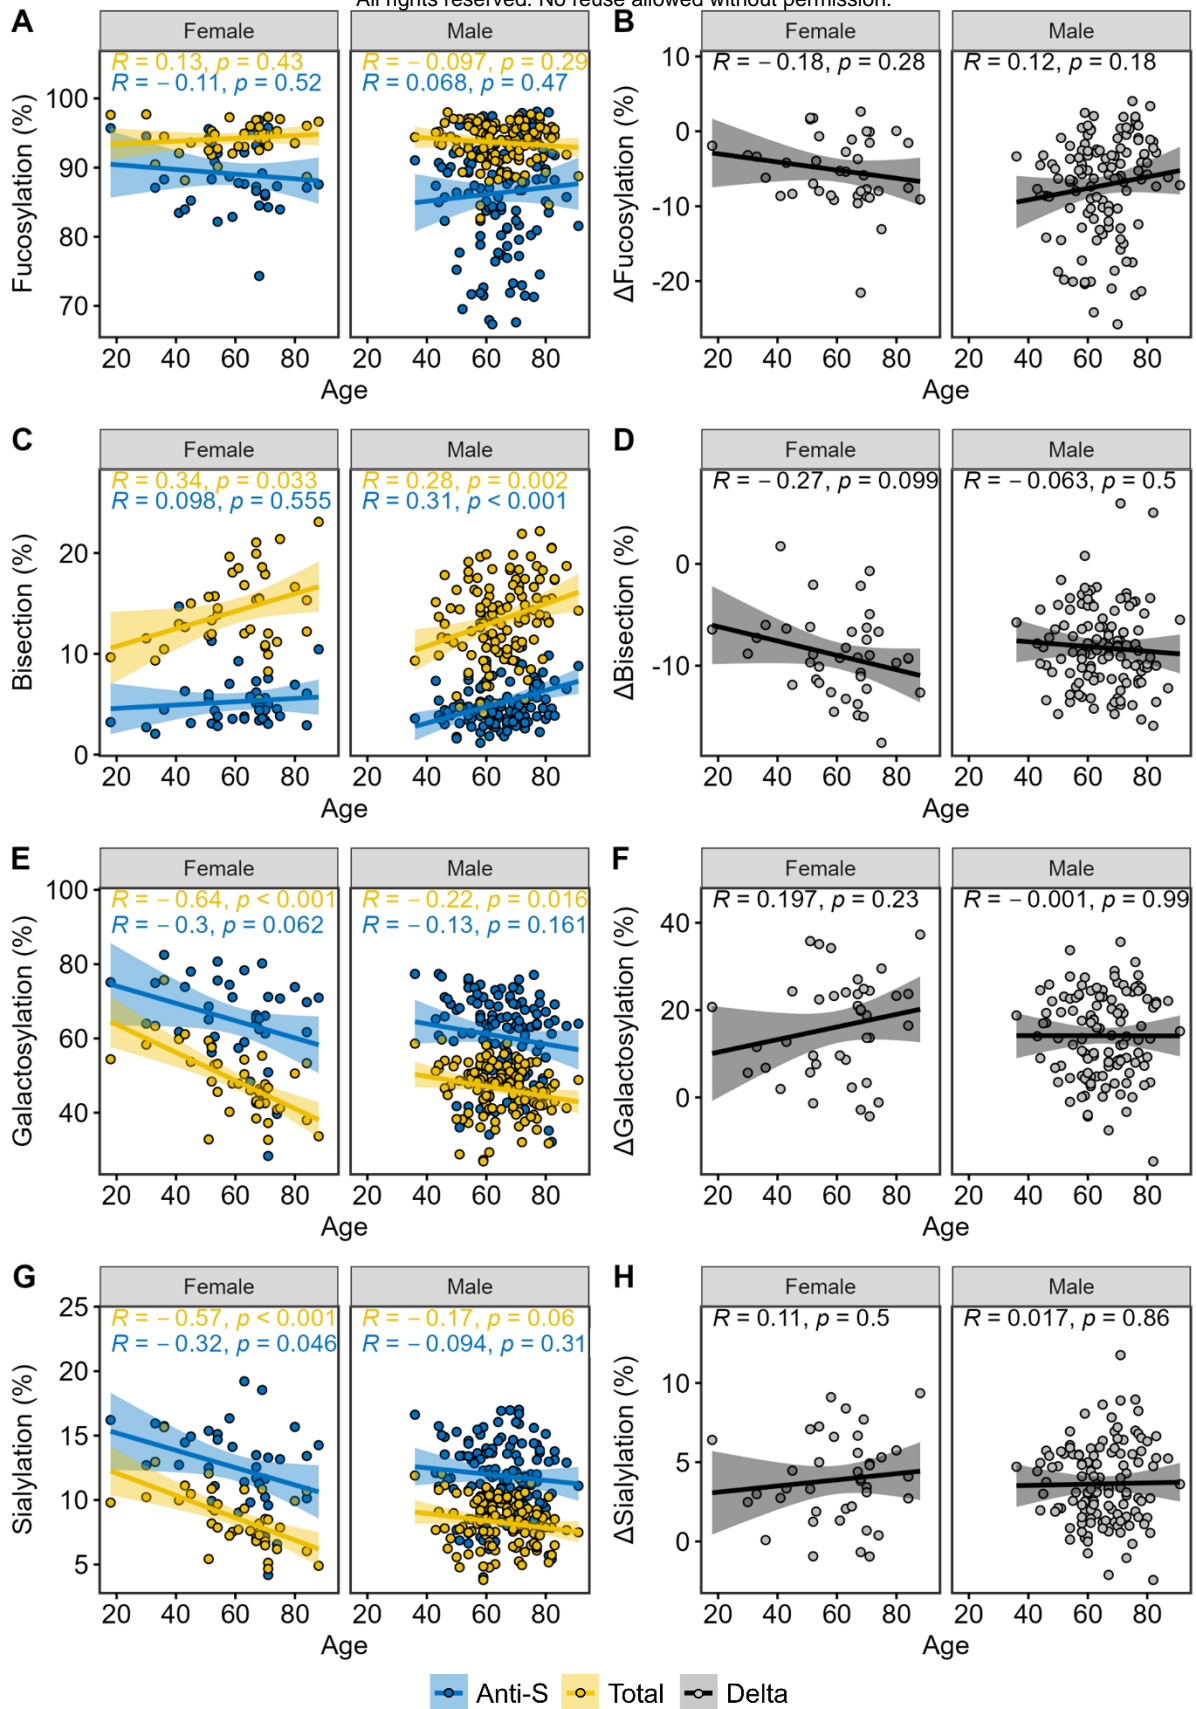 All rights reserved. No reuse allowed without permission.
A
Female
Male
R = 0.13, p = 0.43
R = − 0.11, p = 0.52
R = − 0.097, p = 0.29
R = 0.068, p = 0.47
Fucosylation (%)
100
90
80
70
20 40 60 80
20 40 60 80
Age
B
Female
Male
R = − 0.18, p = 0.28
R = 0.12, p = 0.18
ΔFucosylation (%)
10
0
-10
-20
20 40 60 80
20 40 60 80
Age
C
Female
Male
R = 0.34, p = 0.033
R = 0.098, p = 0.555
R = 0.28, p = 0.002
R = 0.31, p < 0.001
Bisection (%)
20
10
0
20 40 60 80
20 40 60 80
Age
D
Female
Male
R = − 0.27, p = 0.099
R = − 0.063, p = 0.5
ΔBisection (%)
0
-10
20 40 60 80
20 40 60 80
Age
E
Female
Male
R = − 0.64, p < 0.001
R = − 0.3, p = 0.062
R = − 0.22, p = 0.016
R = − 0.13, p = 0.161
Galactosylation (%)
100
80
60
40
20 40 60 80
20 40 60 80
Age
F
Female
Male
R = 0.197, p = 0.23
R = − 0.001, p = 0.99
ΔGalactosylation (%)
40
20
0
20 40 60 80
20 40 60 80
Age
G
Female
Male
R = − 0.57, p < 0.001
R = − 0.32, p = 0.046
R = − 0.17, p = 0.06
R = − 0.094, p = 0.31
Sialylation (%)
25
20
15
10
5
20 40 60 80
20 40 60 80
Age
H
Female
Male
R = 0.11, p = 0.5
R = 0.017, p = 0.86
ΔSialylation (%)
10
5
0
20 40 60 80
20 40 60 80
Age
Anti-S Total Delta